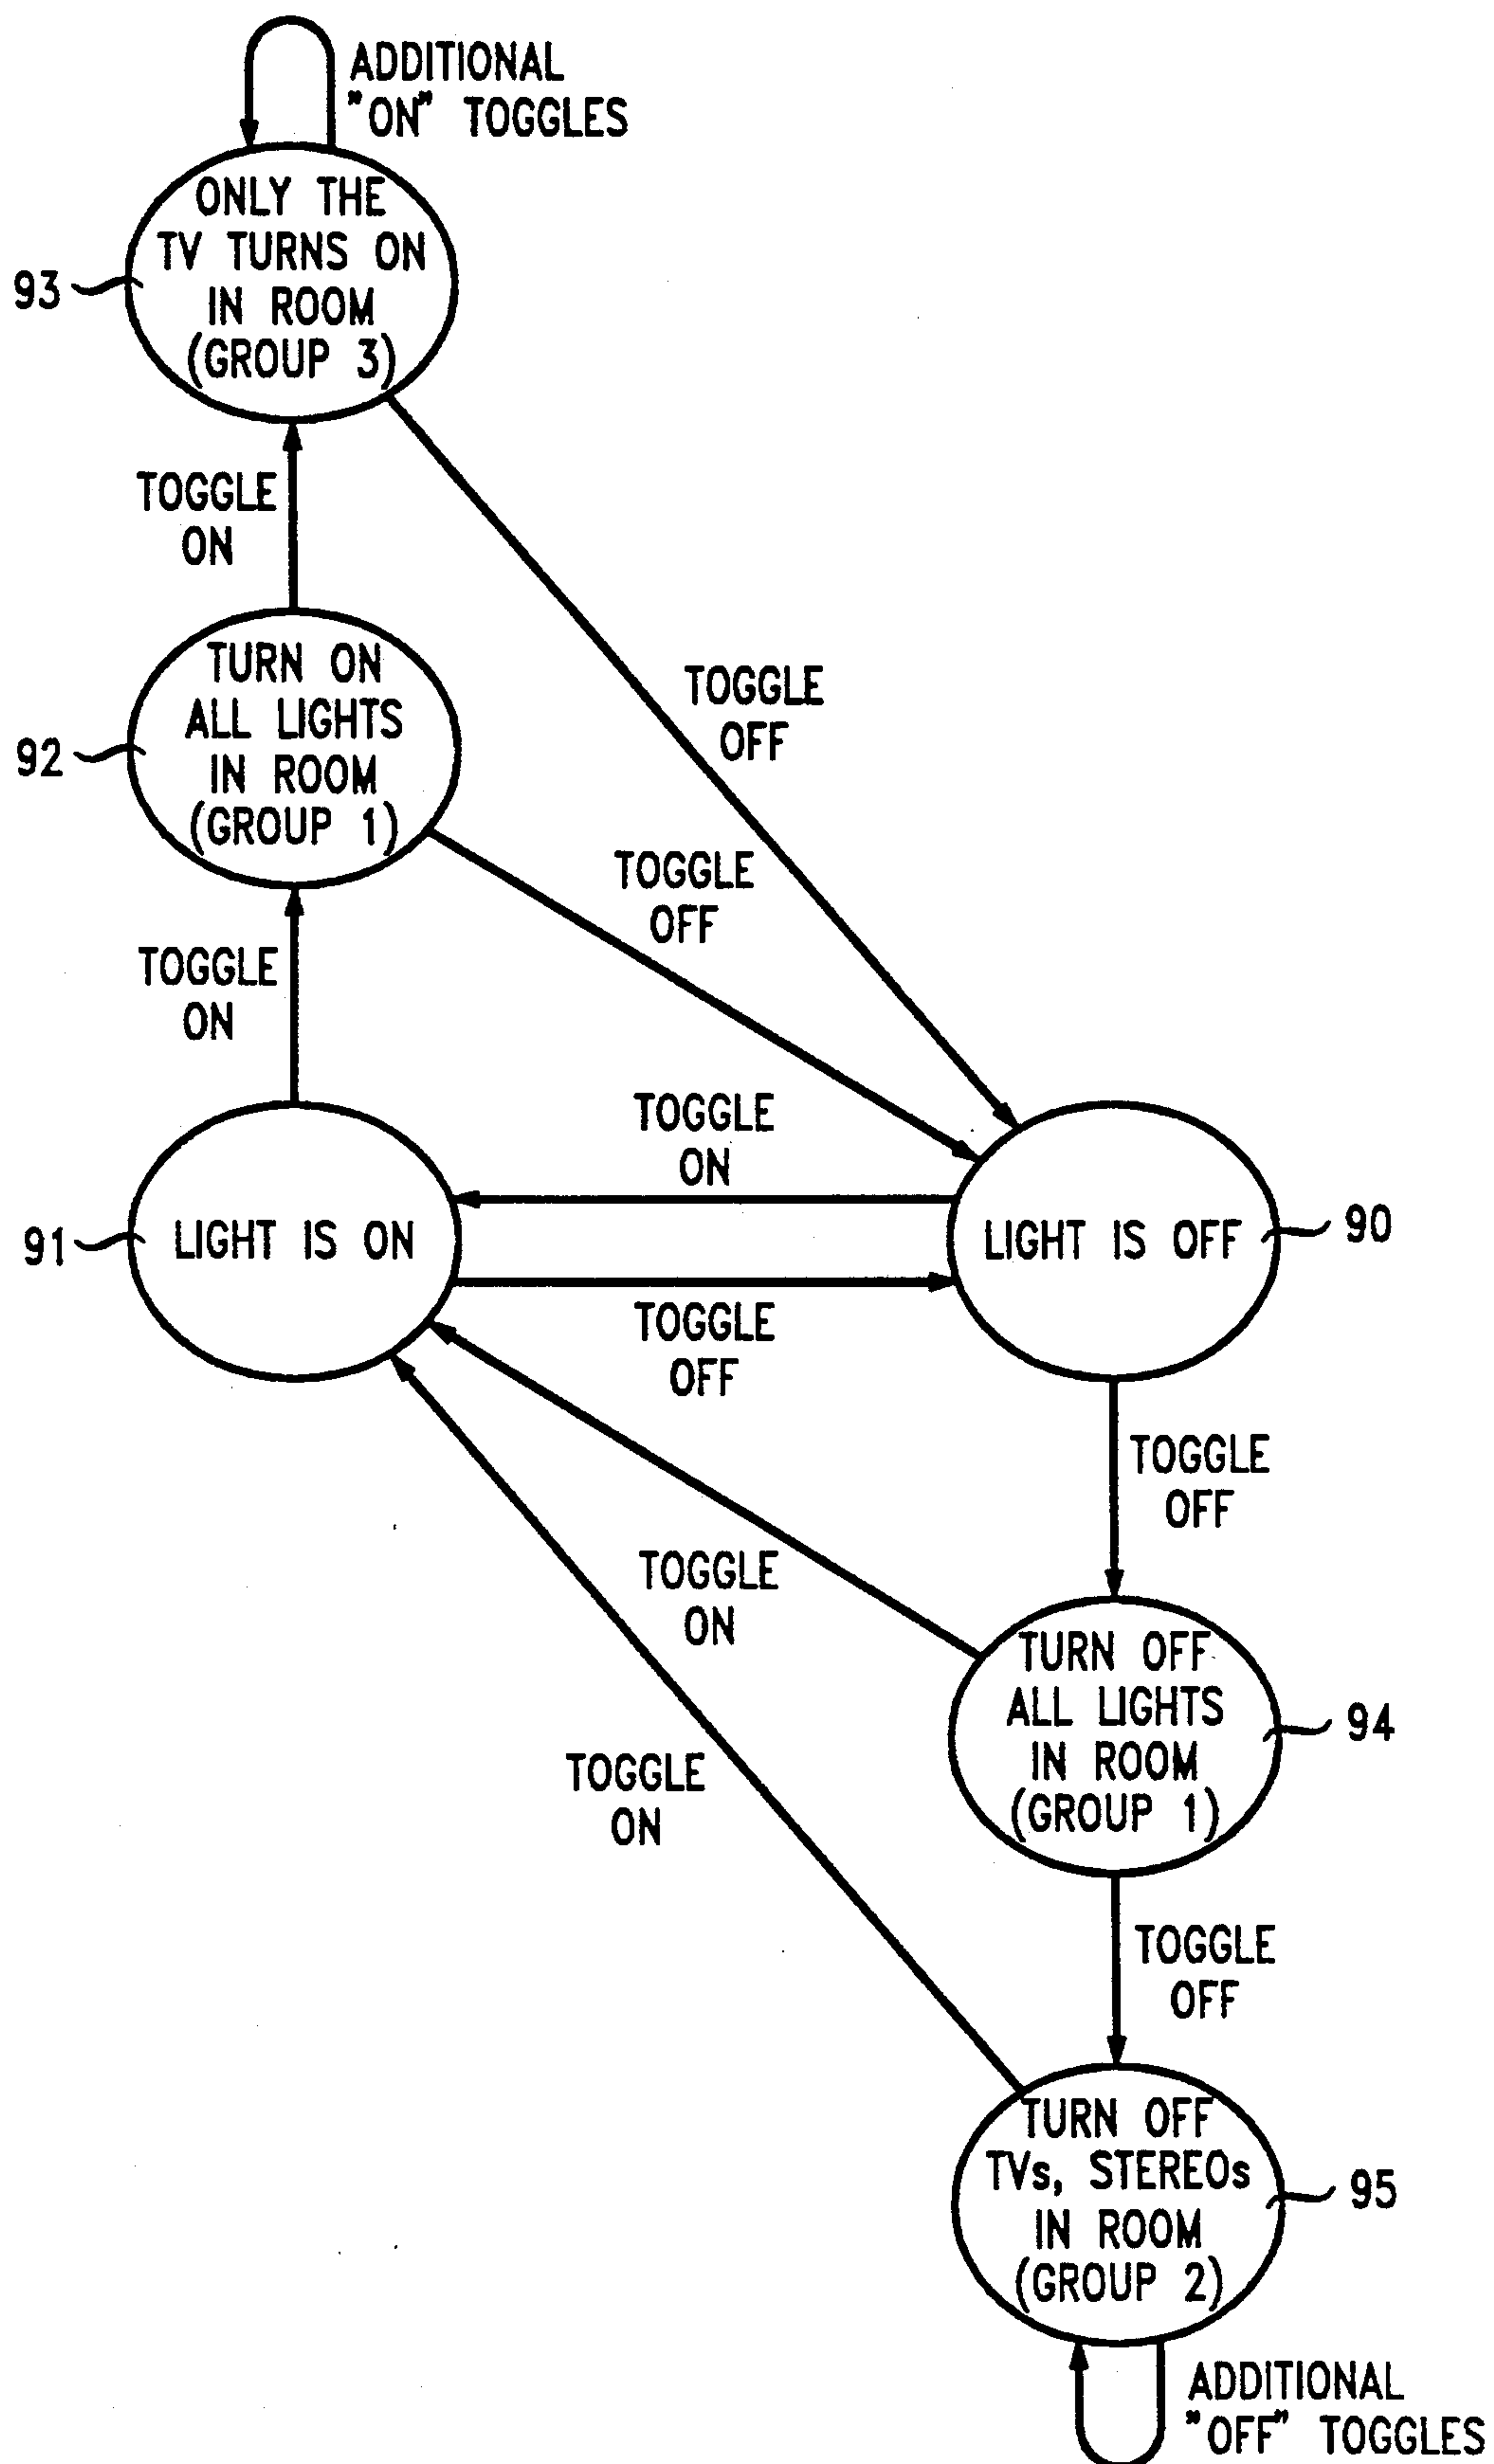 ADDITIONAL
"ON" TOGGLES
ONLY THE
TV TURNS ON
IN ROOM
(GROUP 3)
93
TOGGLE
ON
TURN ON
ALL LIGHTS
IN ROOM
(GROUP 1)
92
TOGGLE
OFF
TOGGLE
OFF
TOGGLE
ON
TOGGLE
ON
91
LIGHT IS ON
LIGHT IS OFF
90
TOGGLE
OFF
TOGGLE
OFF
TOGGLE
ON
TURN OFF
ALL LIGHTS
IN ROOM
(GROUP 1)
94
TOGGLE
ON
TOGGLE
OFF
TURN OFF
TVs, STEREOs
IN ROOM
(GROUP 2)
95
ADDITIONAL
"OFF" TOGGLES